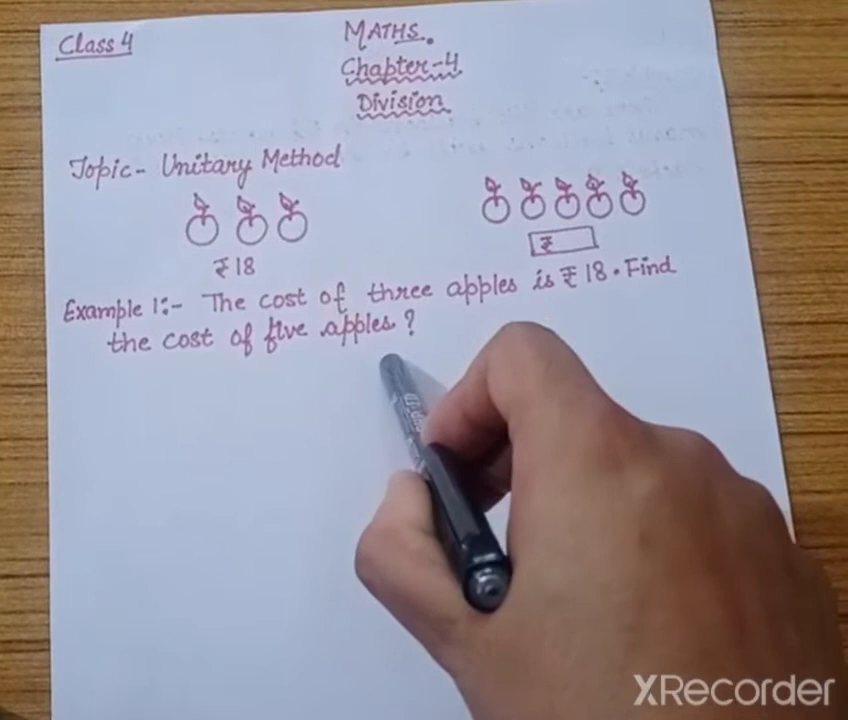 Class 4
MATHS.
Chapter-4
Division
Topic- Unitary Method
₹18
₹
Example 1:- The cost of three apples is ₹18. Find
the cost of five apples?
XRecorder